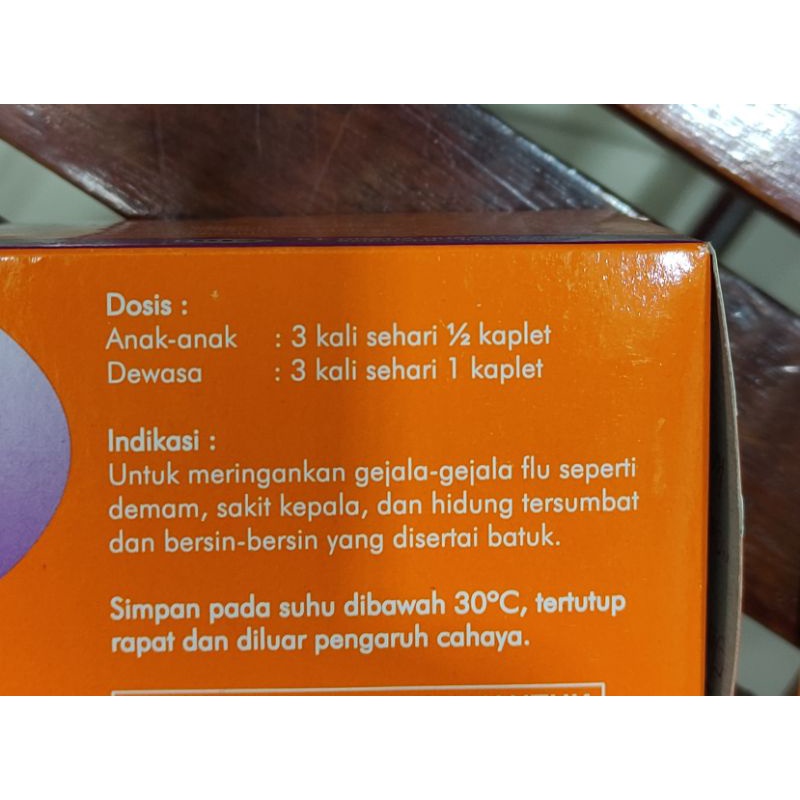 Dosis :
Anak-anak : 3 kali sehari ½ kaplet
Dewasa : 3 kali sehari 1 kaplet
Indikasi :
Untuk meringankan gejala-gejala flu seperti
demam, sakit kepala, dan hidung tersumbat
dan bersin-bersin yang disertai batuk.
Simpan pada suhu dibawah 30°C, tertutup
rapat dan diluar pengaruh cahaya.